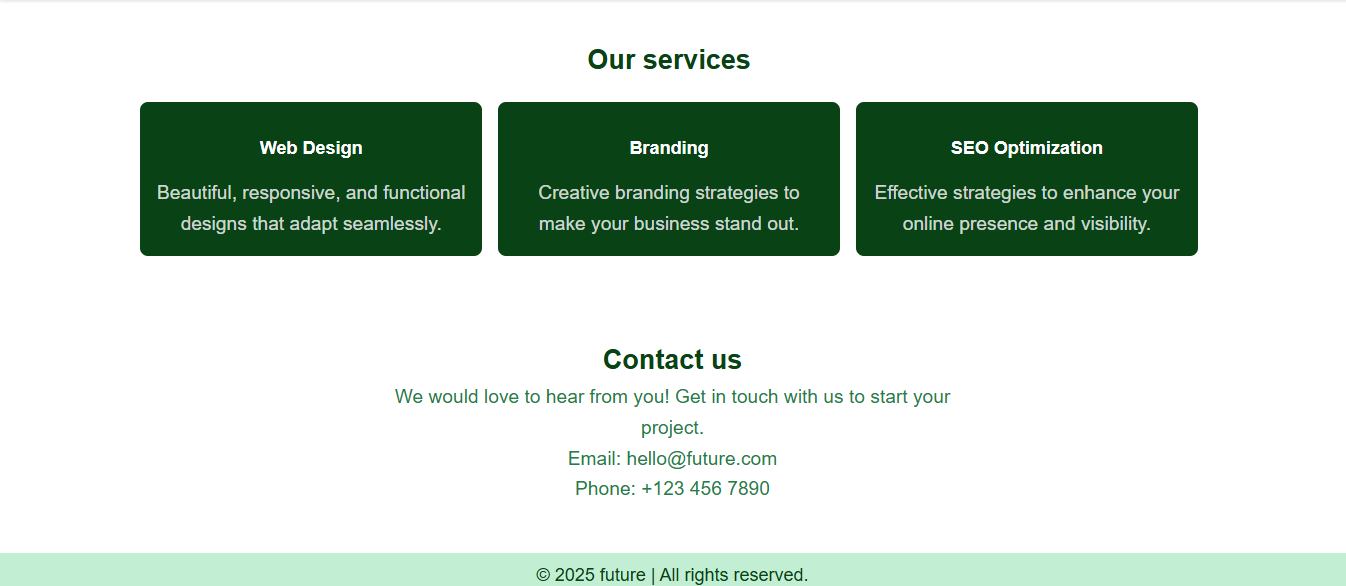 Our services
Web Design
Beautiful, responsive, and functional
designs that adapt seamlessly.
Branding
Creative branding strategies to
make your business stand out.
SEO Optimization
Effective strategies to enhance your
online presence and visibility.
Contact us
We would love to hear from you! Get in touch with us to start your
project.
Email: hello@future.com
Phone: +123 456 7890
© 2025 future | All rights reserved.